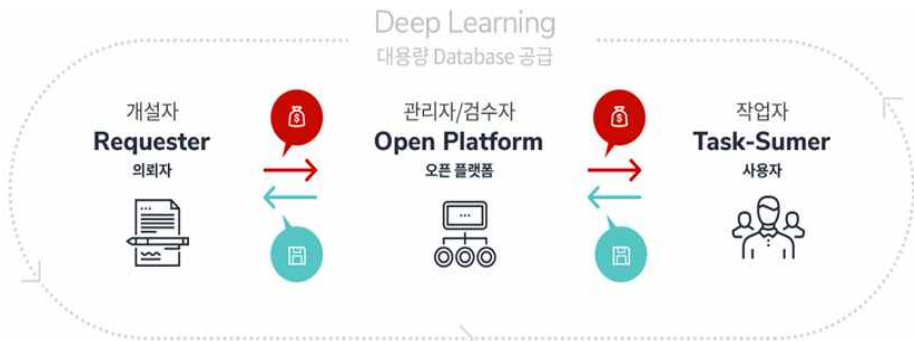 Deep Learning
대용량 Database 공급
개설자
Requester
의뢰자
관리자/검수자
Open Platform
오픈 플랫폼
작업자
Task-Sumer
사용자